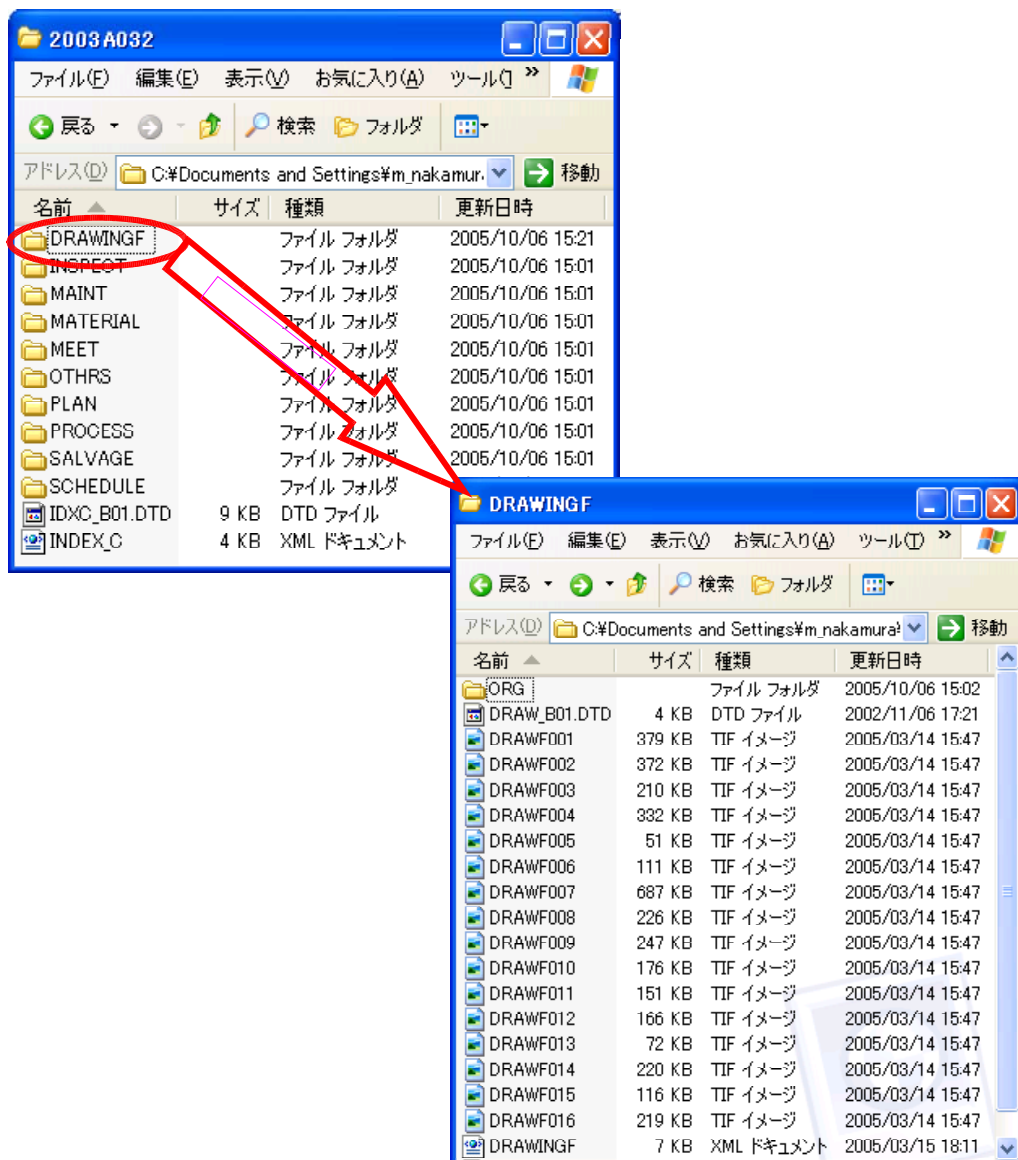 2003A032
ファイル(F) 編集(E) 表示(V) お気に入り(A) ツール(T »
戻る 検索 フォルダ
アドレス(D) C:¥Documents and Settings¥m_nakamur. 移動
名前 サイズ 種類 更新日時
DRAWINGF ファイル フォルダ 2005/10/06 15:21
INSPECT ファイル フォルダ 2005/10/06 15:01
MAINT ファイル フォルダ 2005/10/06 15:01
MATERIAL ファイル フォルダ 2005/10/06 15:01
MEET ファイル フォルダ 2005/10/06 15:01
OTHRS ファイル フォルダ 2005/10/06 15:01
PLAN ファイル フォルダ 2005/10/06 15:01
PROCESS ファイル フォルダ 2005/10/06 15:01
SALVAGE ファイル フォルダ 2005/10/06 15:01
SCHEDULE ファイル フォルダ
IDXC_B01.DTD 9 KB DTD ファイル
INDEX_C 4 KB XML ドキュメント
DRAWINGF
ファイル(F) 編集(E) 表示(V) お気に入り(A) ツール(T) »
戻る 検索 フォルダ
アドレス(D) C:¥Documents and Settings¥m_nakamura¥ 移動
名前 サイズ 種類 更新日時
ORG ファイル フォルダ 2005/10/06 15:02
DRAW_B01.DTD 4 KB DTD ファイル 2002/11/06 17:21
DRAWF001 379 KB TIF イメージ 2005/03/14 15:47
DRAWF002 372 KB TIF イメージ 2005/03/14 15:47
DRAWF003 210 KB TIF イメージ 2005/03/14 15:47
DRAWF004 332 KB TIF イメージ 2005/03/14 15:47
DRAWF005 51 KB TIF イメージ 2005/03/14 15:47
DRAWF006 111 KB TIF イメージ 2005/03/14 15:47
DRAWF007 687 KB TIF イメージ 2005/03/14 15:47
DRAWF008 226 KB TIF イメージ 2005/03/14 15:47
DRAWF009 247 KB TIF イメージ 2005/03/14 15:47
DRAWF010 176 KB TIF イメージ 2005/03/14 15:47
DRAWF011 151 KB TIF イメージ 2005/03/14 15:47
DRAWF012 166 KB TIF イメージ 2005/03/14 15:47
DRAWF013 72 KB TIF イメージ 2005/03/14 15:47
DRAWF014 220 KB TIF イメージ 2005/03/14 15:47
DRAWF015 116 KB TIF イメージ 2005/03/14 15:47
DRAWF016 219 KB TIF イメージ 2005/03/14 15:47
DRAWINGF 7 KB XML ドキュメント 2005/03/15 18:11